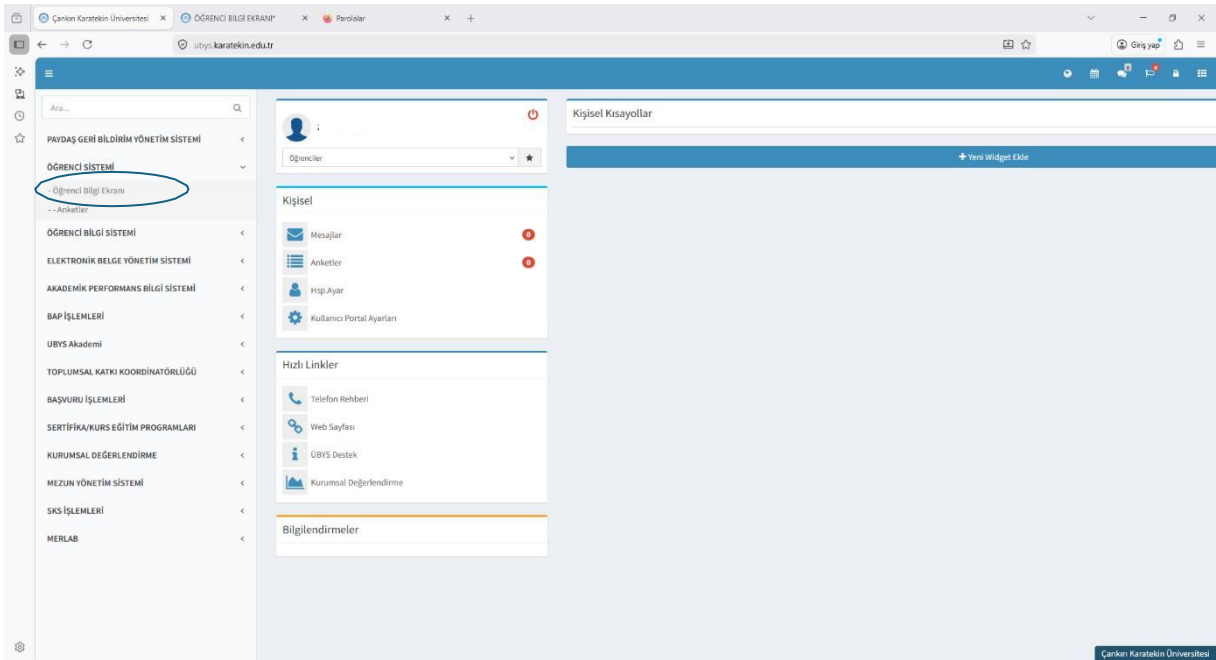 Çankırı Karatekin Üniversitesi
ÖĞRENCİ BİLGİ EKRANI*
Parolalar
ubys.karatekin.edu.tr
Giriş yap
Ara...
PAYDAŞ GERİ BİLDİRİM YÖNETİM SİSTEMİ
ÖĞRENCİ SİSTEMİ
- Öğrenci Bilgi Ekranı
- - Anketler
ÖĞRENCİ BİLGİ SİSTEMİ
ELEKTRONİK BELGE YÖNETİM SİSTEMİ
AKADEMİK PERFORMANS BİLGİ SİSTEMİ
BAP İŞLEMLERİ
UBYS Akademi
TOPLUMSAL KATKI KOORDİNATÖRLÜĞÜ
BAŞVURU İŞLEMLERİ
SERTİFİKA/KURS EĞİTİM PROGRAMLARI
KURUMSAL DEĞERLENDİRME
MEZUN YÖNETİM SİSTEMİ
SKS İŞLEMLERİ
MERLAB
Öğrenciler
Kişisel
Mesajlar 0
Anketler 0
Hsp.Ayar
Kullanıcı Portal Ayarları
Hızlı Linkler
Telefon Rehberi
Web Sayfası
ÜBYS Destek
Kurumsal Değerlendirme
Bilgilendirmeler
Kişisel Kısayollar
+ Yeni Widget Ekle
Çankırı Karatekin Üniversitesi